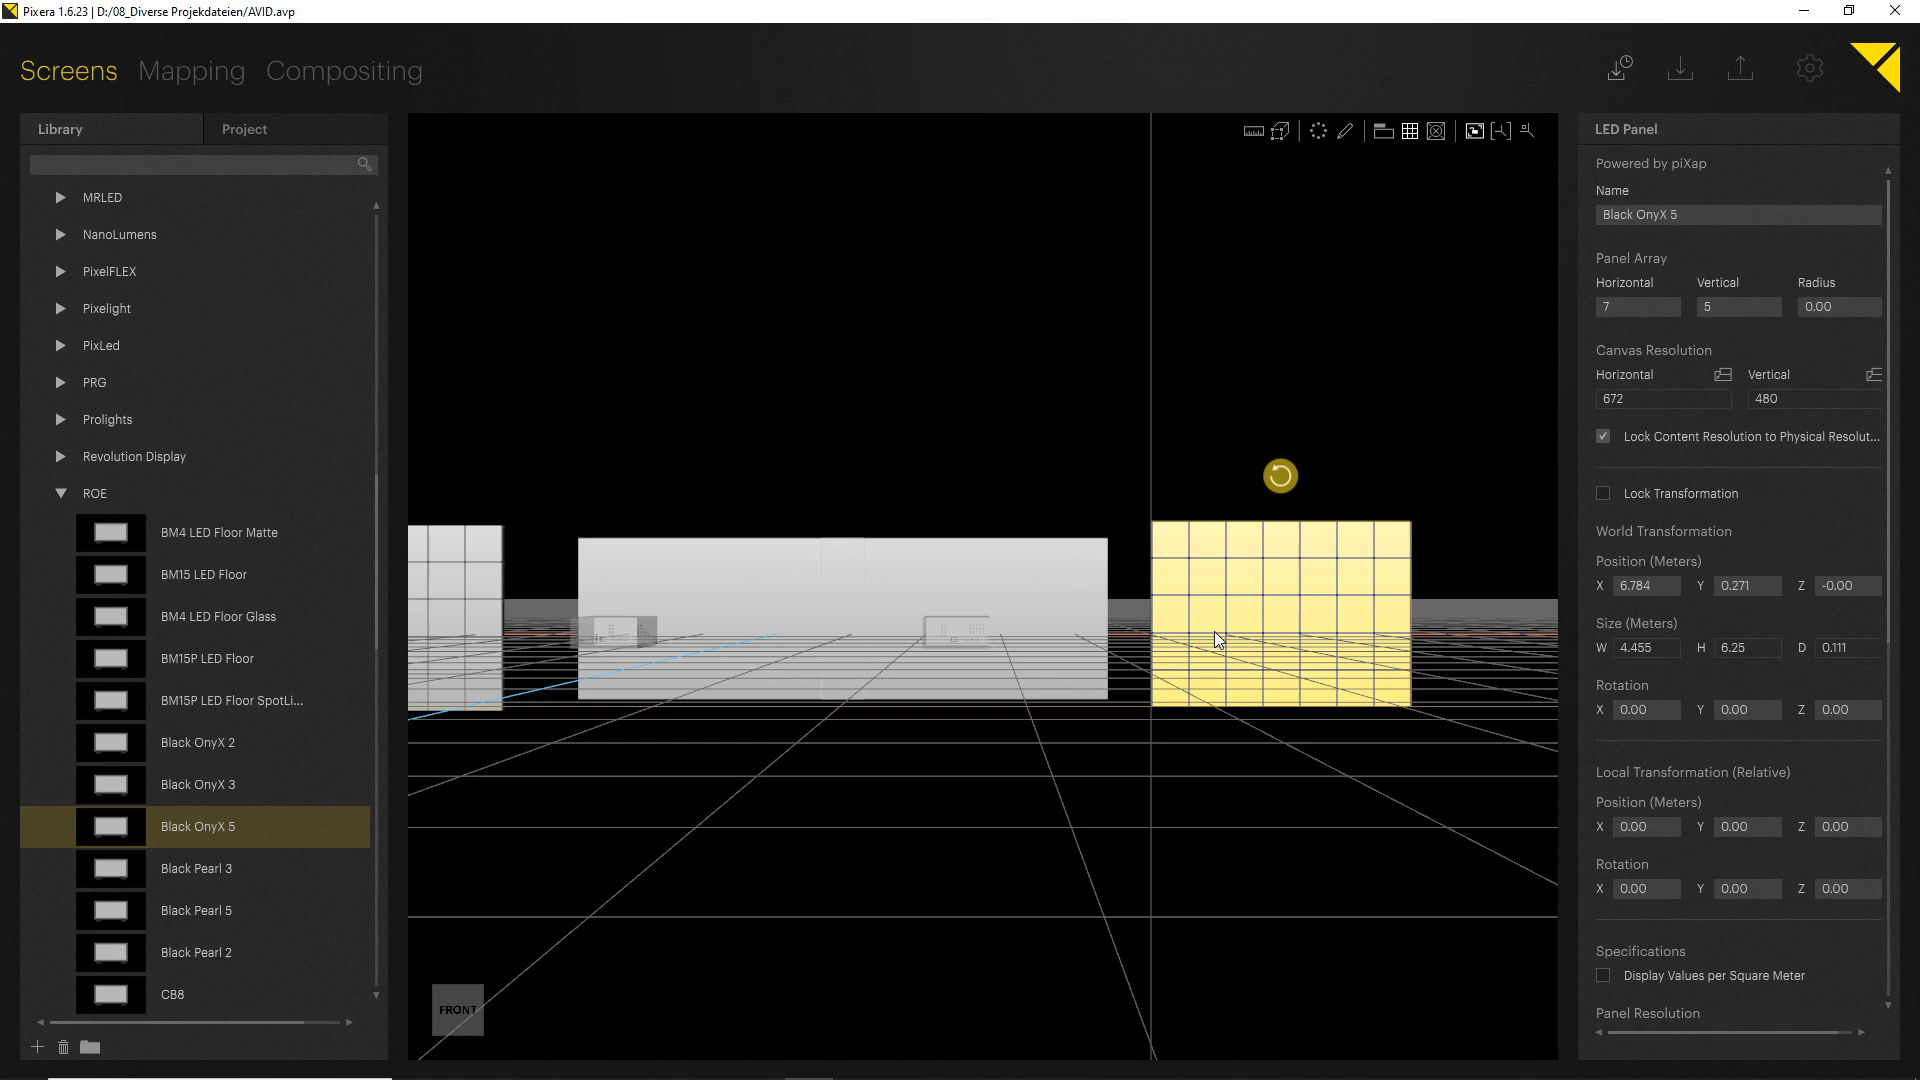 Pixera 1.6.23 | D:/08_Diverse Projekdateien/AVID.avp
Screens Mapping Compositing
Library Project
MRLED
NanoLumens
PixelFLEX
Pixelight
PixLed
PRG
Prolights
Revolution Display
ROE
BM4 LED Floor Matte
BM15 LED Floor
BM4 LED Floor Glass
BM15P LED Floor
BM15P LED Floor SpotLi...
Black OnyX 2
Black OnyX 3
Black OnyX 5
Black Pearl 3
Black Pearl 5
Black Pearl 2
CB8
FRONT
LED Panel
Powered by piXap
Name
Black OnyX 5
Panel Array
Horizontal Vertical Radius
7 5 0.00
Canvas Resolution
Horizontal Vertical
672 480
Lock Content Resolution to Physical Resolut...
Lock Transformation
World Transformation
Position (Meters)
X 6.784 Y 0.271 Z -0.00
Size (Meters)
W 4.455 H 6.25 D 0.111
Rotation
X 0.00 Y 0.00 Z 0.00
Local Transformation (Relative)
Position (Meters)
X 0.00 Y 0.00 Z 0.00
Rotation
X 0.00 Y 0.00 Z 0.00
Specifications
Display Values per Square Meter
Panel Resolution